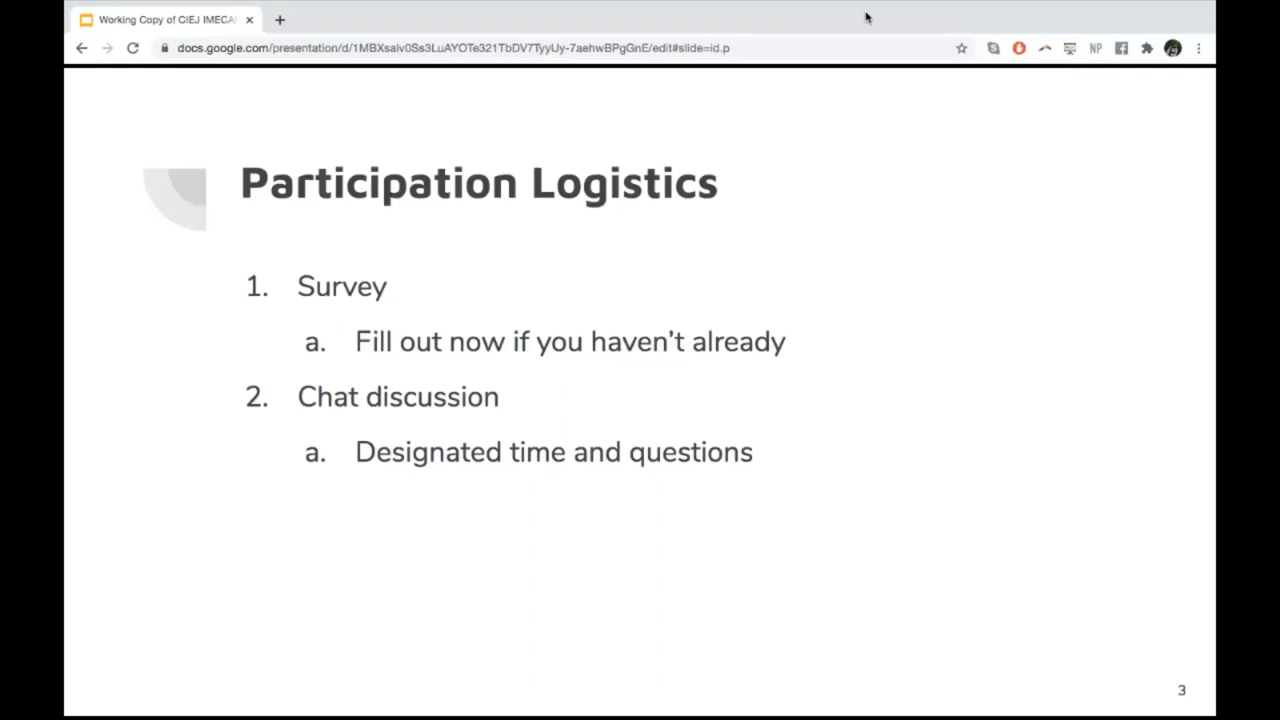 Working Copy of CIEJ IMECA
docs.google.com/presentation/d/1MBXsalv0Ss3LuAYOTe321TbDV7TyyUy-7aehwBPgGnE/edit#slide=id.p
NP
Participation Logistics
1. Survey
a. Fill out now if you haven't already
2. Chat discussion
a. Designated time and questions
3